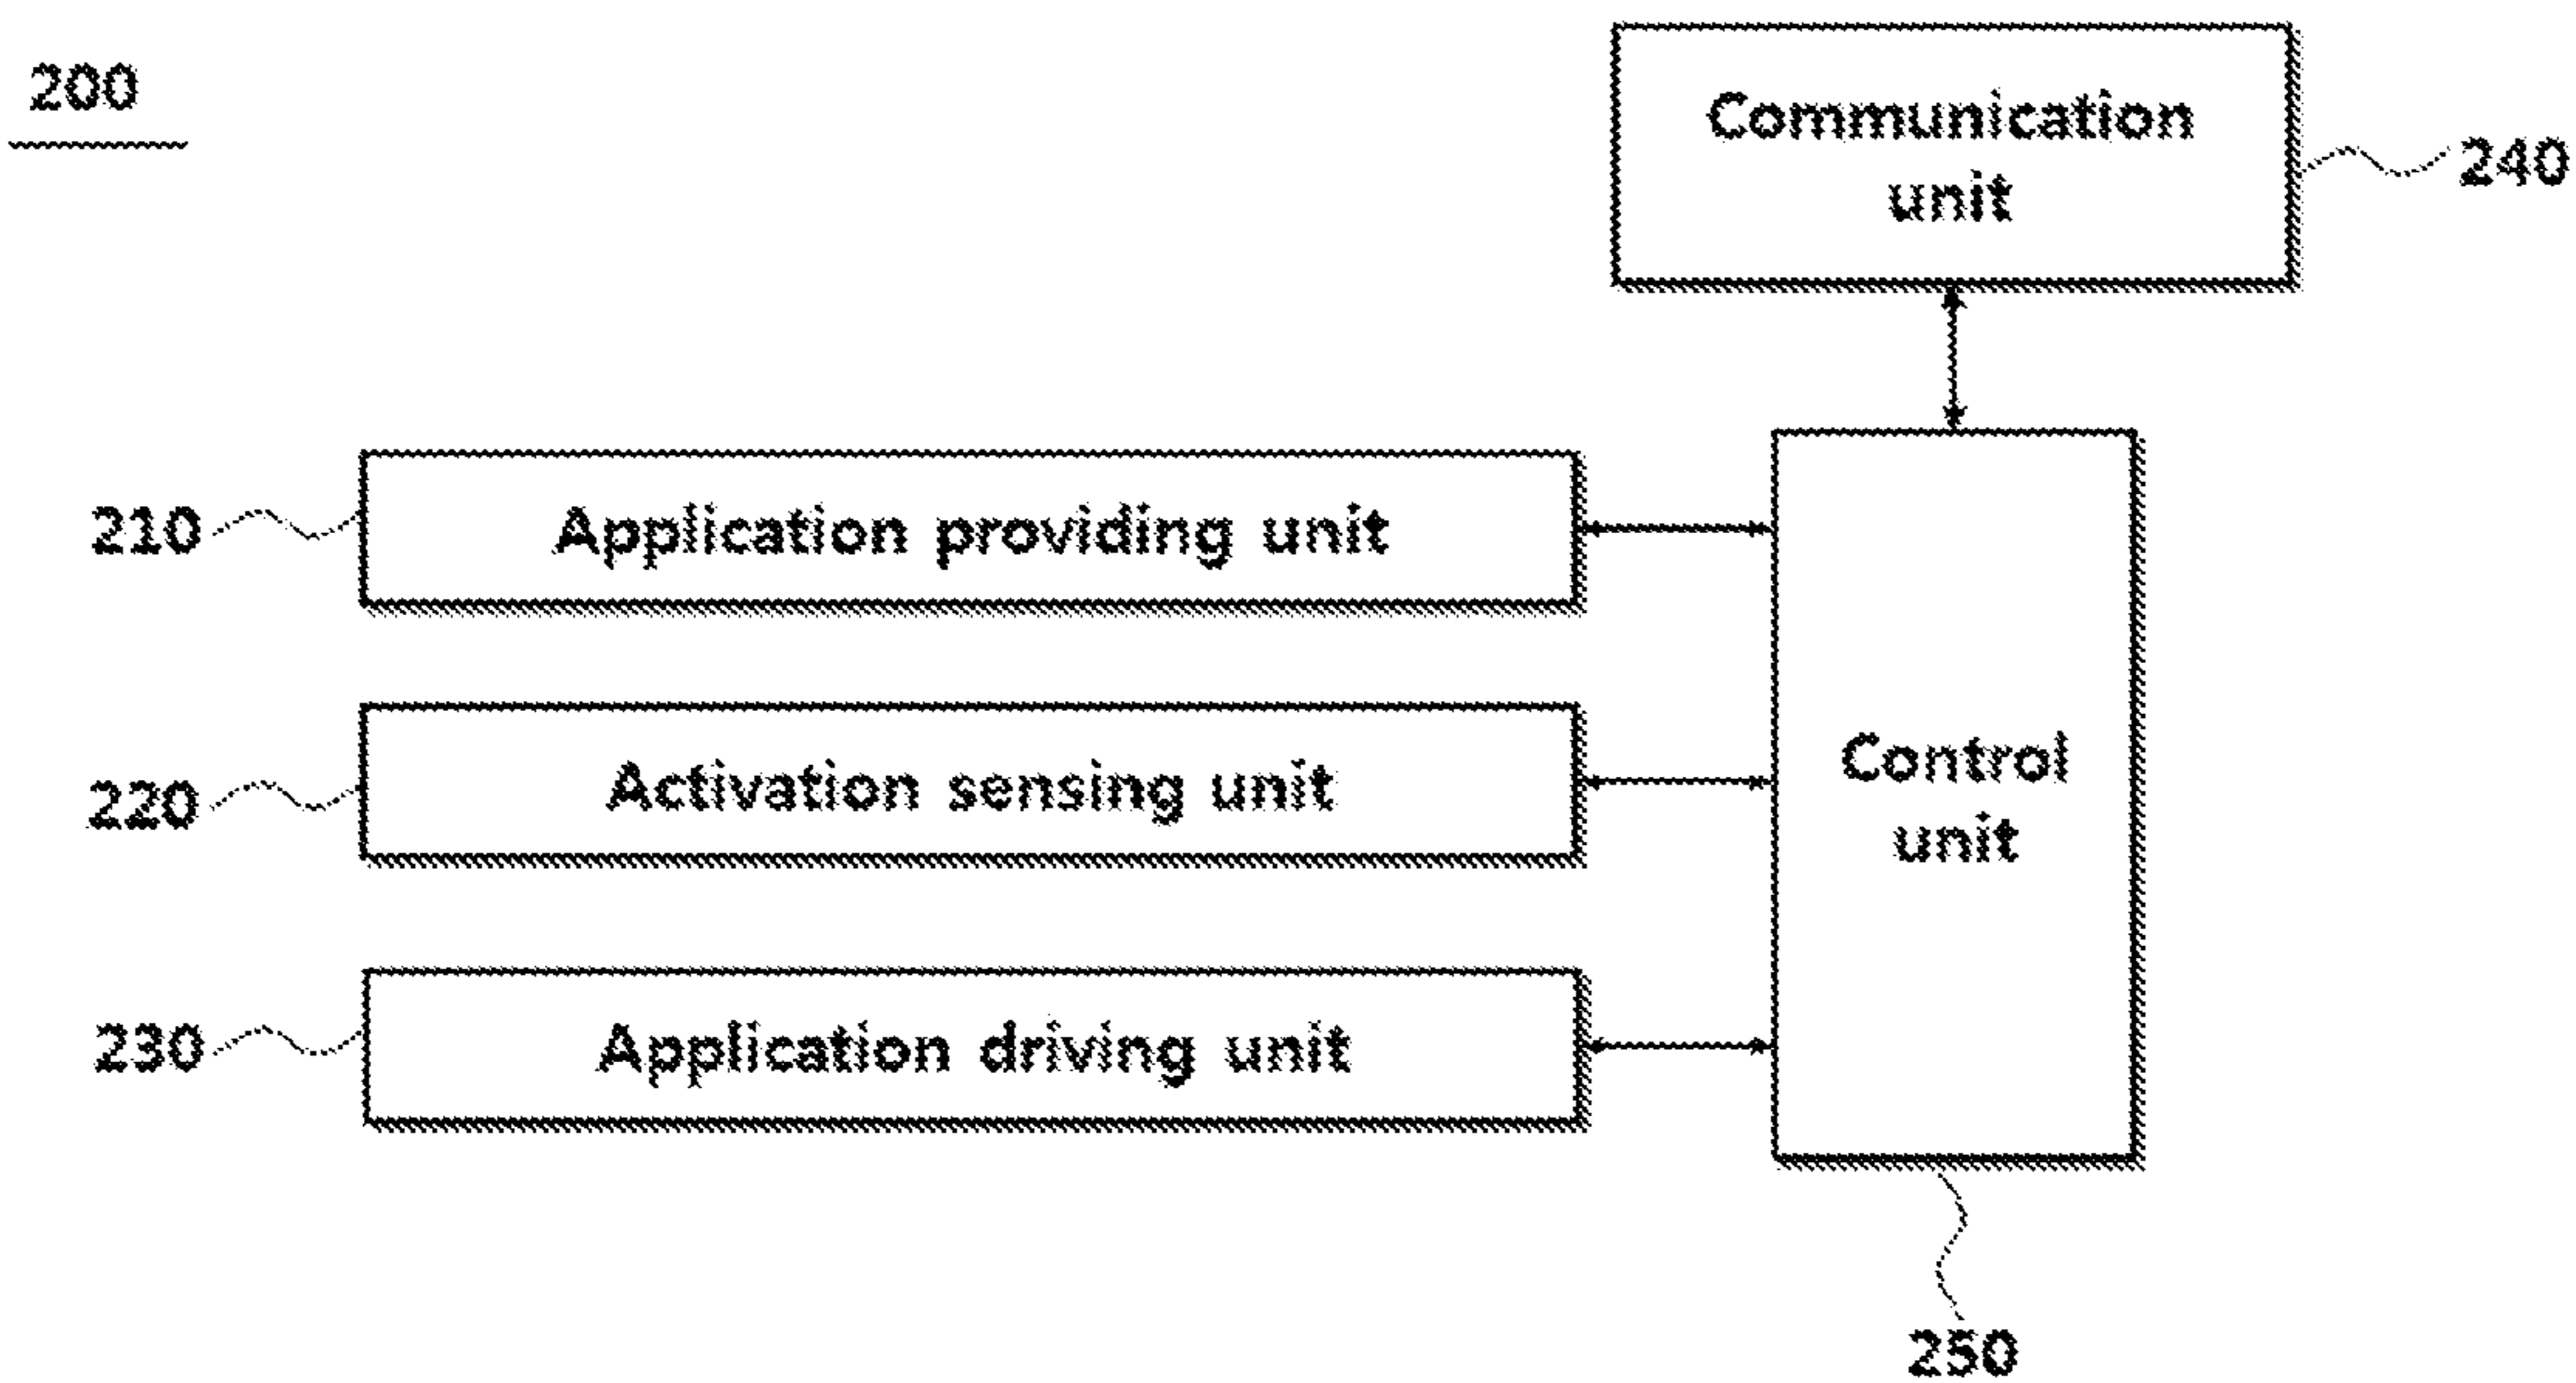 200
Communication
unit
240
210
Application providing unit
220
Activation sensing unit
Control
unit
230
Application driving unit
250